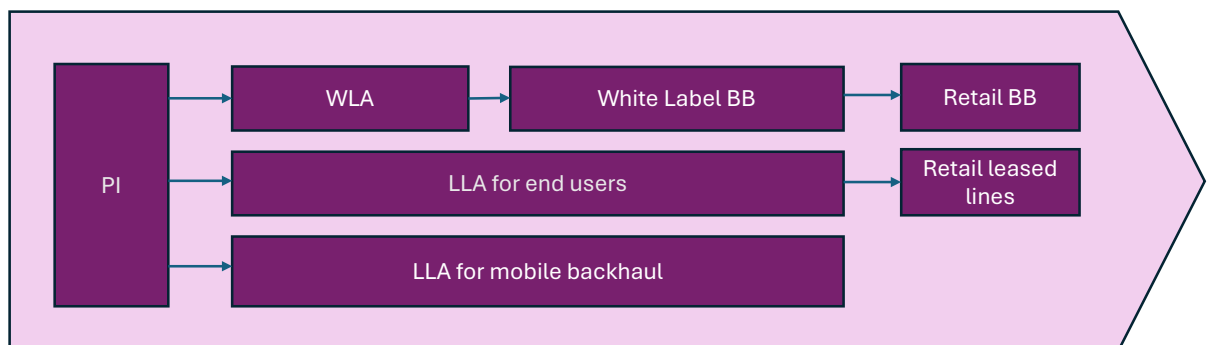 PI
WLA
White Label BB
Retail BB
LLA for end users
Retail leased
lines
LLA for mobile backhaul